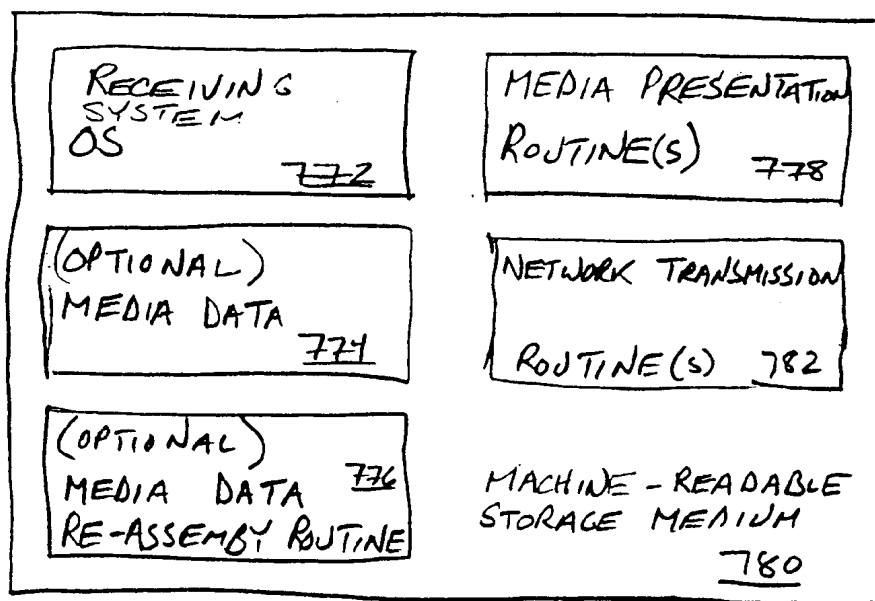 RECEIVING
SYSTEM
OS
772
(OPTIONAL)
MEDIA DATA
774
(OPTIONAL)
MEDIA DATA 776
RE-ASSEMBY ROUTINE
MEDIA PRESENTATION
ROUTINE(S) 778
NETWORK TRANSMISSION
ROUTINE(S) 782
MACHINE-READABLE
STORAGE MEDIUM
780